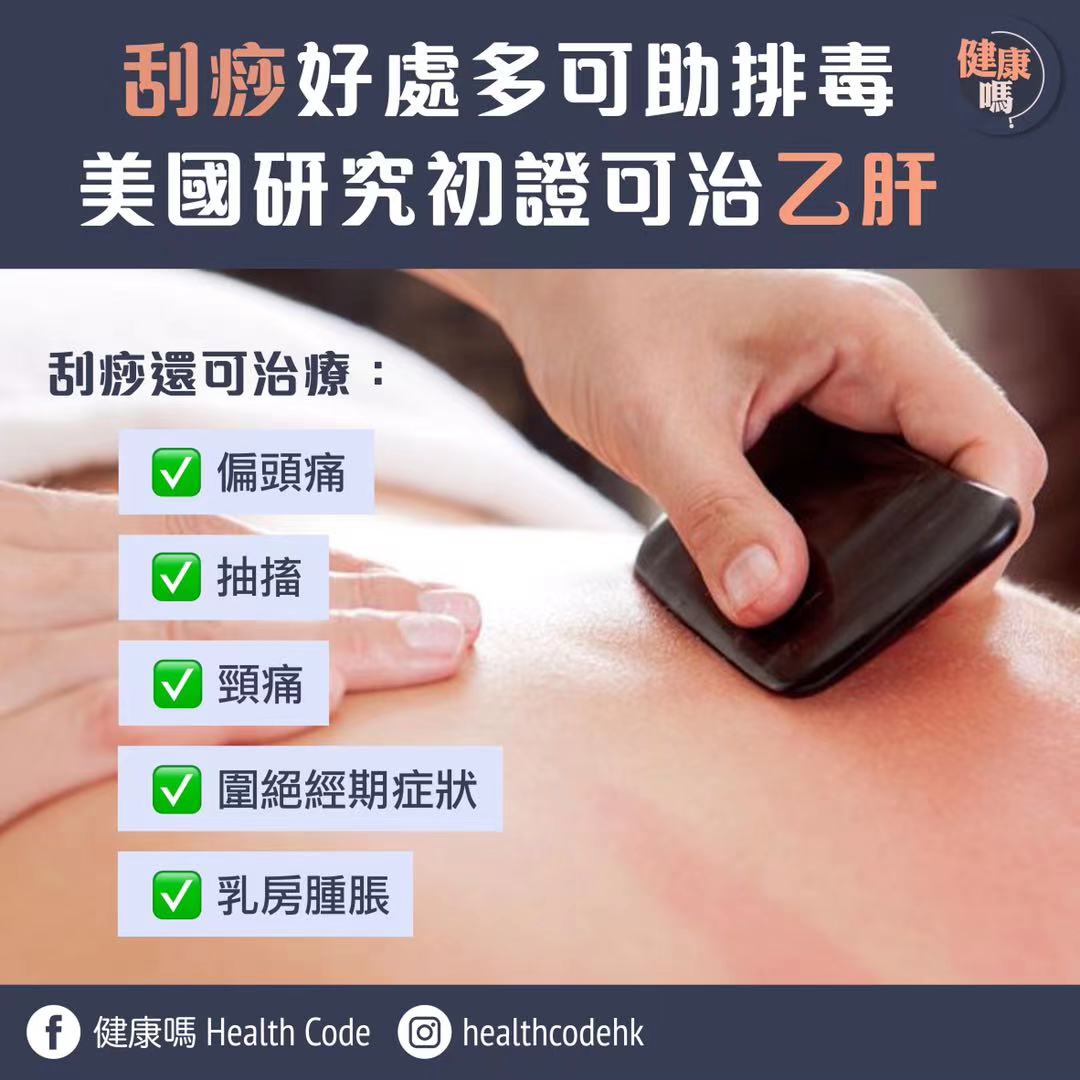 刮痧好處多可助排毒
健康
嗎?
美國研究初證可治乙肝
刮痧還可治療：
✅ 偏頭痛
✅ 抽搐
✅ 頸痛
✅ 圍絕經期症狀
✅ 乳房腫脹
健康嗎 Health Code
healthcodehk